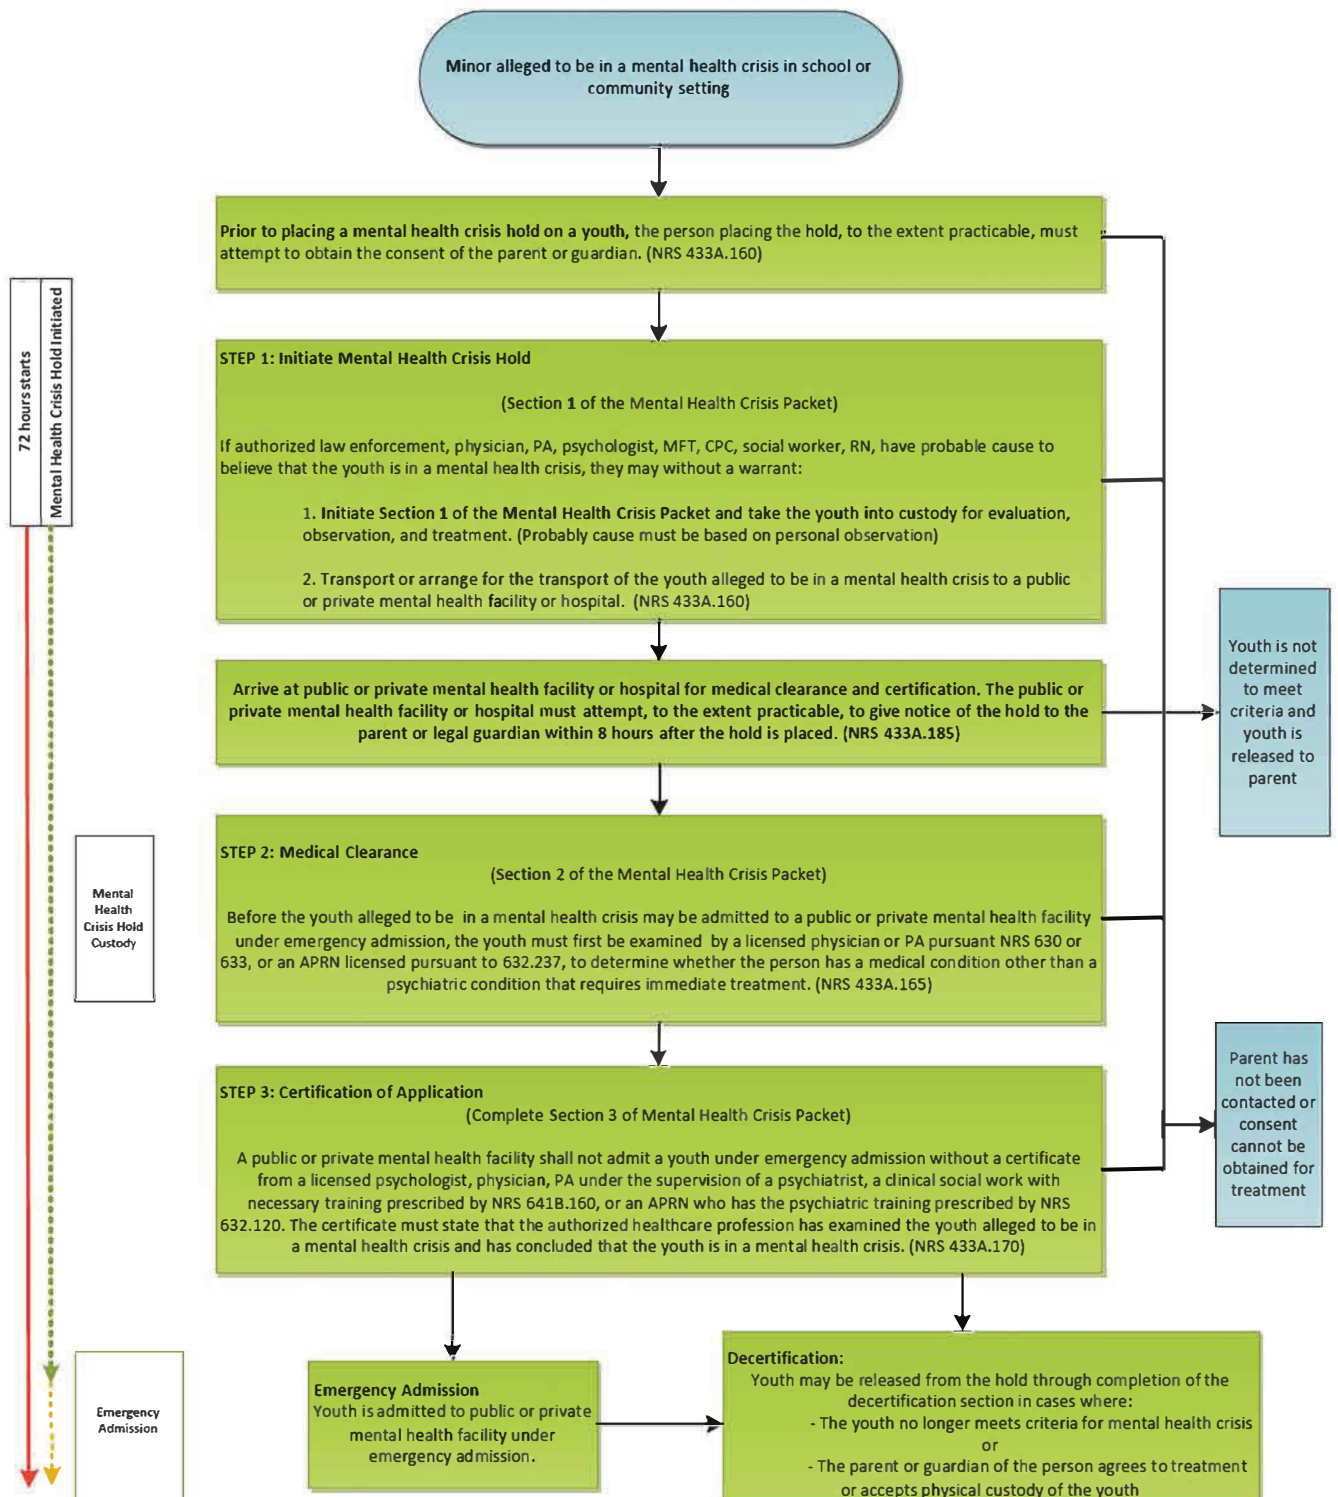 Minor alleged to be in a mental health crisis in school or
community setting
Prior to placing a mental health crisis hold on a youth, the person placing the hold, to the extent practicable, must
attempt to obtain the consent of the parent or guardian. (NRS 433A.160)
72 hours starts
Mental Health Crisis Hold Initiated
STEP 1: Initiate Mental Health Crisis Hold
(Section 1 of the Mental Health Crisis Packet)
If authorized law enforcement, physician, PA, psychologist, MFT, CPC, social worker, RN, have probable cause to
believe that the youth is in a mental health crisis, they may without a warrant:
1. Initiate Section 1 of the Mental Health Crisis Packet and take the youth into custody for evaluation,
observation, and treatment. (Probably cause must be based on personal observation)
2. Transport or arrange for the transport of the youth alleged to be in a mental health crisis to a public
or private mental health facility or hospital. (NRS 433A.160)
Arrive at public or private mental health facility or hospital for medical clearance and certification. The public or
private mental health facility or hospital must attempt, to the extent practicable, to give notice of the hold to the
parent or legal guardian within 8 hours after the hold is placed. (NRS 433A.185)
Youth is not
determined
to meet
criteria and
youth is
released to
parent
Mental
Health
Crisis Hold
Custody
STEP 2: Medical Clearance
(Section 2 of the Mental Health Crisis Packet)
Before the youth alleged to be in a mental health crisis may be admitted to a public or private mental health facility
under emergency admission, the youth must first be examined by a licensed physician or PA pursuant NRS 630 or
633, or an APRN licensed pursuant to 632.237, to determine whether the person has a medical condition other than a
psychiatric condition that requires immediate treatment. (NRS 433A.165)
Parent has
not been
contacted or
consent
cannot be
obtained for
treatment
STEP 3: Certification of Application
(Complete Section 3 of Mental Health Crisis Packet)
A public or private mental health facility shall not admit a youth under emergency admission without a certificate
from a licensed psychologist, physician, PA under the supervision of a psychiatrist, a clinical social work with
necessary training prescribed by NRS 641B.160, or an APRN who has the psychiatric training prescribed by NRS
632.120. The certificate must state that the authorized healthcare profession has examined the youth alleged to be in
a mental health crisis and has concluded that the youth is in a mental health crisis. (NRS 433A.170)
Emergency
Admission
Emergency Admission
Youth is admitted to public or private
mental health facility under
emergency admission.
Decertification:
Youth may be released from the hold through completion of the
decertification section in cases where:
- The youth no longer meets criteria for mental health crisis
or
- The parent or guardian of the person agrees to treatment
or accepts physical custody of the youth